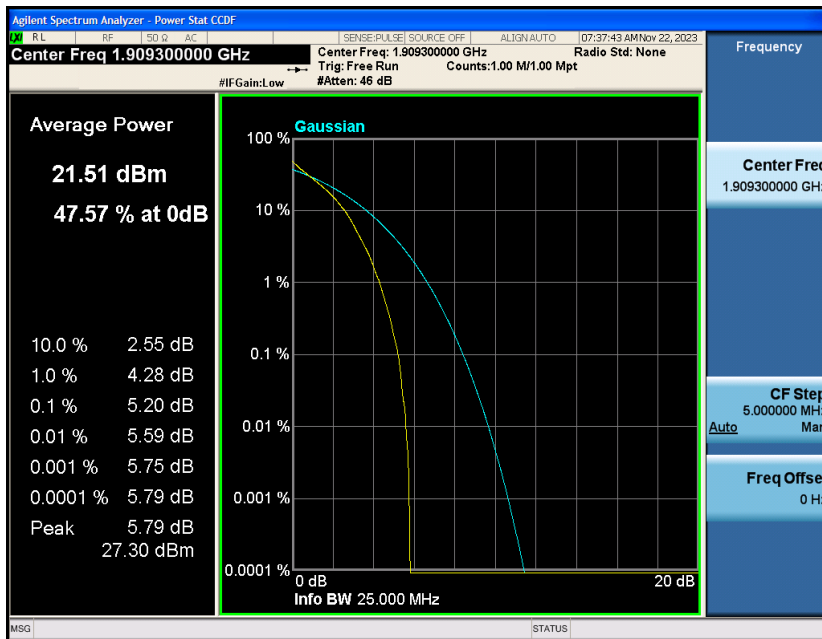 Agilent Spectrum Analyzer - Power Stat CCDF
LXI RL RF 50 Ω AC SENSE:PULSE SOURCE OFF ALIGN AUTO 07:37:43 AM Nov 22, 2023
Center Freq 1.909300000 GHz
Center Freq: 1.909300000 GHz Radio Std: None
Trig: Free Run Counts:1.00 M/1.00 Mpt
#IFGain:Low #Atten: 46 dB
Average Power
21.51 dBm
47.57 % at 0dB
10.0 % 2.55 dB
1.0 % 4.28 dB
0.1 % 5.20 dB
0.01 % 5.59 dB
0.001 % 5.75 dB
0.0001 % 5.79 dB
Peak 5.79 dB
27.30 dBm
Gaussian
100 %
10 %
1 %
0.1 %
0.01 %
0.001 %
0.0001 %
0 dB 20 dB
Info BW 25.000 MHz
Frequency
Center Freq
1.909300000 GHz
CF Step
5.000000 MHz
Auto Man
Freq Offse
0 Hz
MSG STATUS